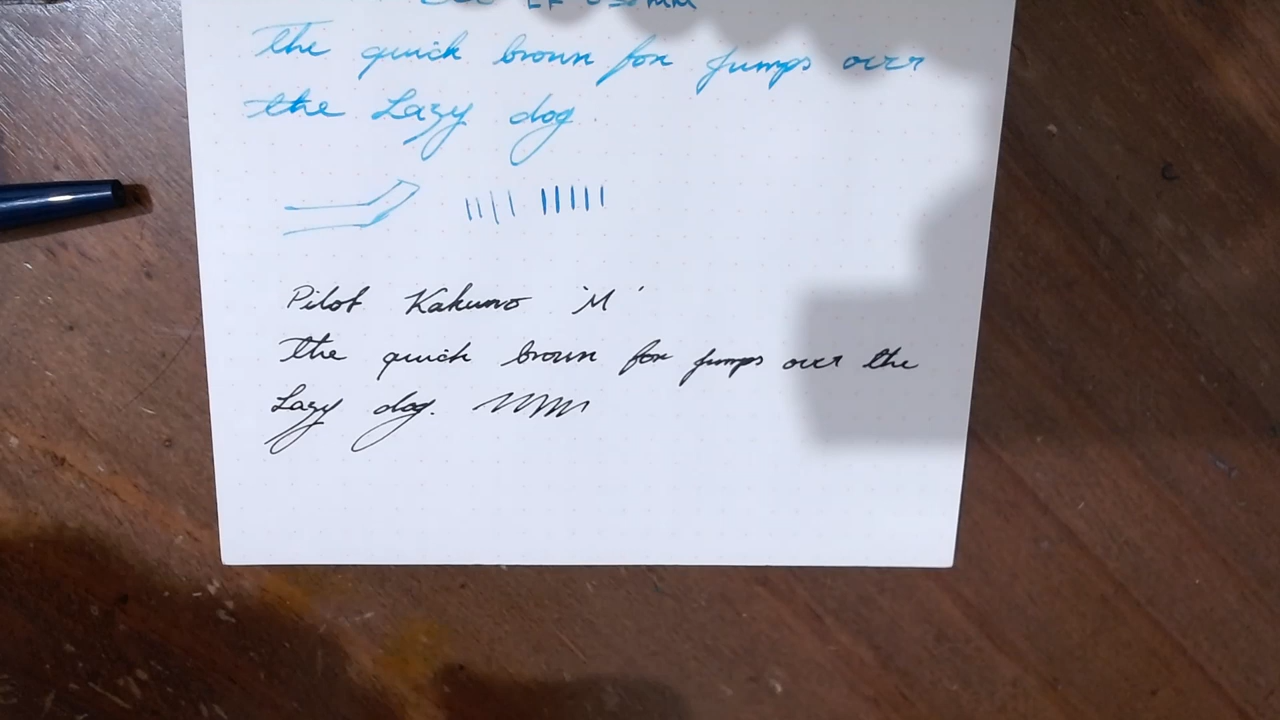 The quick brown fox jumps over
the Lazy dog
Pilot Kakuno 'M'
The quick brown fox jumps over the
Lazy dog.